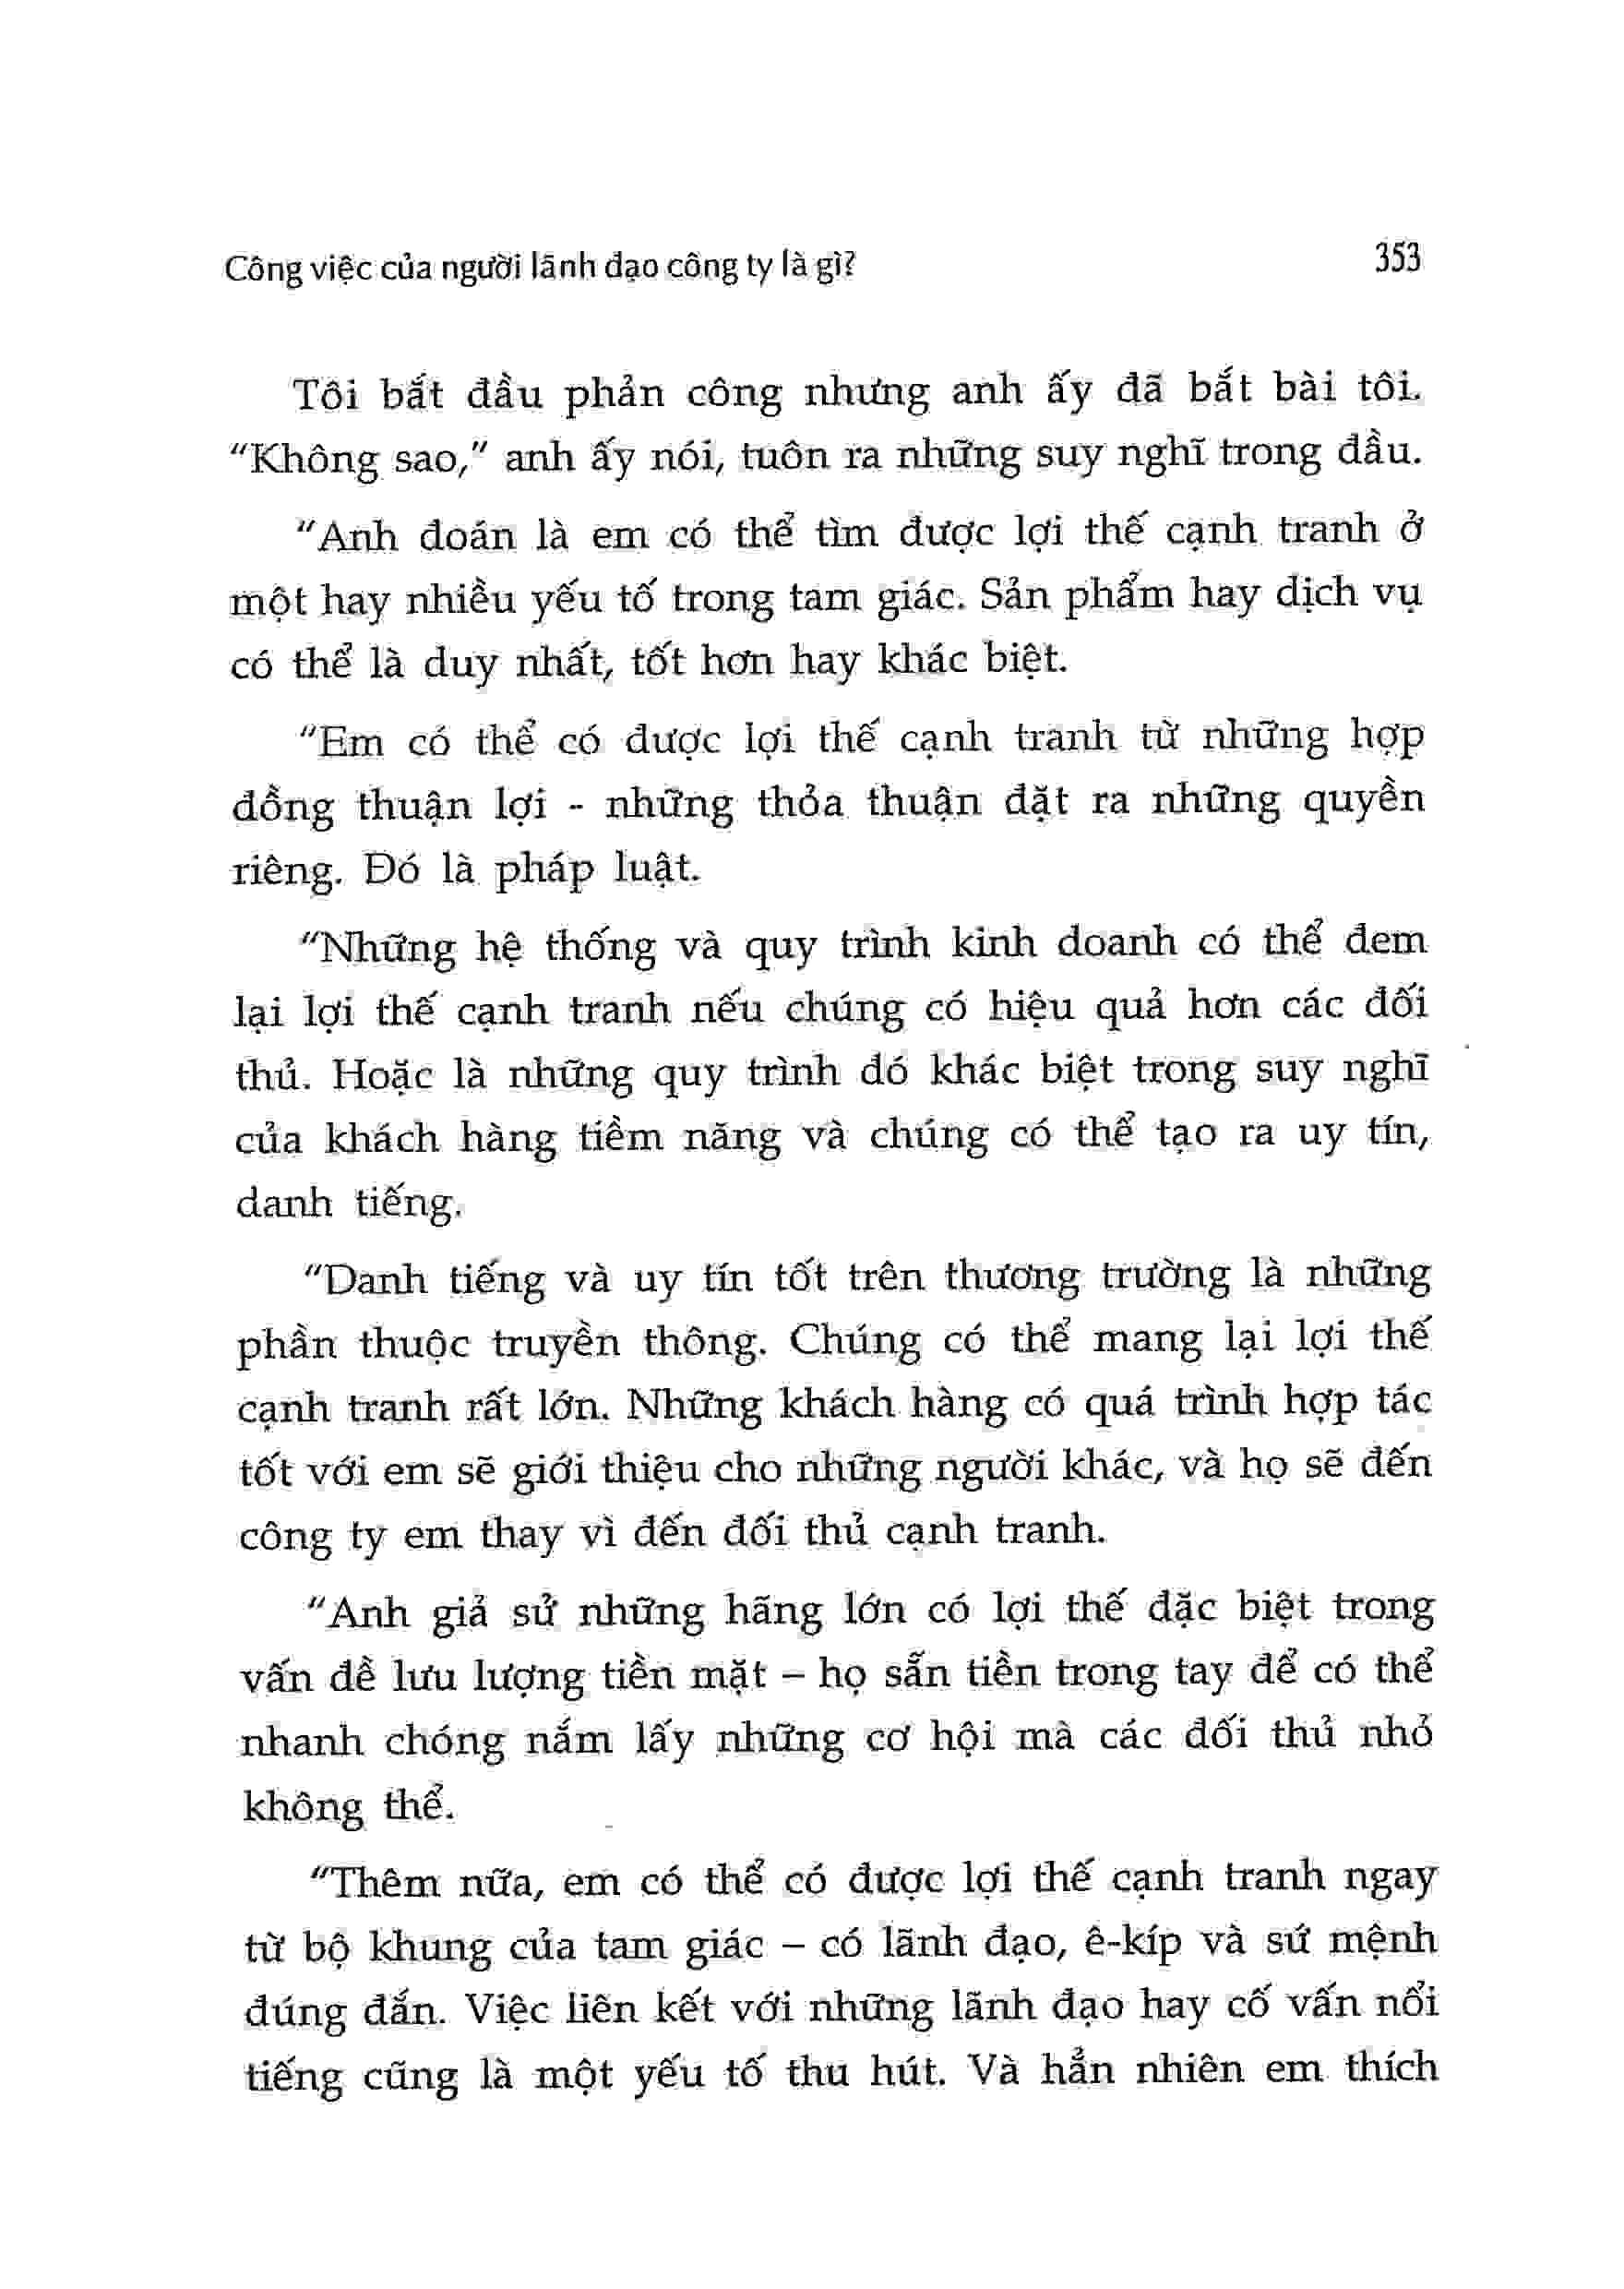 Công việc của người lãnh đạo công ty là gì?
353
Tôi bắt đầu phản công nhưng anh ấy đã bắt bài tôi.
“Không sao,” anh ấy nói, tuôn ra những suy nghĩ trong đầu.
“Anh đoán là em có thể tìm được lợi thế cạnh tranh ở
một hay nhiều yếu tố trong tam giác. Sản phẩm hay dịch vụ
có thể là duy nhất, tốt hơn hay khác biệt.
“Em có thể có được lợi thế cạnh tranh từ những hợp
đồng thuận lợi - những thỏa thuận đặt ra những quyền
riêng. Đó là pháp luật.
“Những hệ thống và quy trình kinh doanh có thể đem
lại lợi thế cạnh tranh nếu chúng có hiệu quả hơn các đối
thủ. Hoặc là những quy trình đó khác biệt trong suy nghĩ
của khách hàng tiềm năng và chúng có thể tạo ra uy tín,
danh tiếng.
“Danh tiếng và uy tín tốt trên thương trường là những
phần thuộc truyền thông. Chúng có thể mang lại lợi thế
cạnh tranh rất lớn. Những khách hàng có quá trình hợp tác
tốt với em sẽ giới thiệu cho những người khác, và họ sẽ đến
công ty em thay vì đến đối thủ cạnh tranh.
“Anh giả sử những hãng lớn có lợi thế đặc biệt trong
vấn đề lưu lượng tiền mặt – họ sẵn tiền trong tay để có thể
nhanh chóng nắm lấy những cơ hội mà các đối thủ nhỏ
không thể.
“Thêm nữa, em có thể có được lợi thế cạnh tranh ngay
từ bộ khung của tam giác – có lãnh đạo, ê-kíp và sứ mệnh
đúng đắn. Việc liên kết với những lãnh đạo hay cố vấn nổi
tiếng cũng là một yếu tố thu hút. Và hẳn nhiên em thích